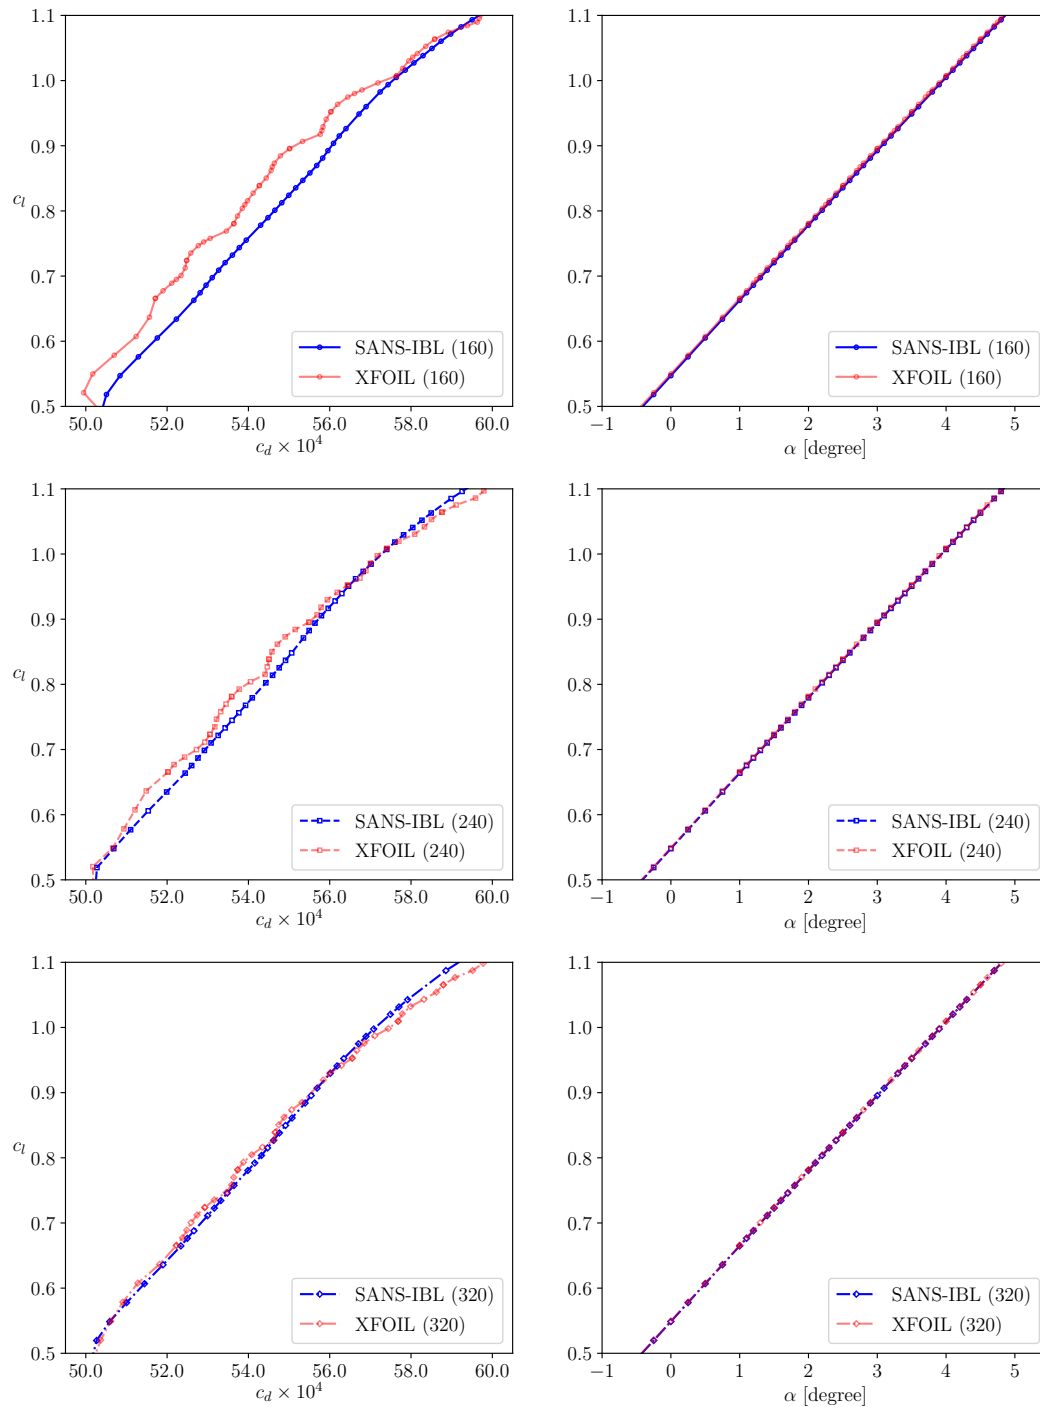 1.1
1.0
0.9
0.8
0.7
0.6
0.5
c_l
50.0 52.0 54.0 56.0 58.0 60.0
c_d × 10^4
SANS-IBL (160)
XFOIL (160)
1.1
1.0
0.9
0.8
0.7
0.6
0.5
−1 0 1 2 3 4 5
α [degree]
SANS-IBL (160)
XFOIL (160)
1.1
1.0
0.9
0.8
0.7
0.6
0.5
c_l
50.0 52.0 54.0 56.0 58.0 60.0
c_d × 10^4
SANS-IBL (240)
XFOIL (240)
1.1
1.0
0.9
0.8
0.7
0.6
0.5
−1 0 1 2 3 4 5
α [degree]
SANS-IBL (240)
XFOIL (240)
1.1
1.0
0.9
0.8
0.7
0.6
0.5
c_l
50.0 52.0 54.0 56.0 58.0 60.0
c_d × 10^4
SANS-IBL (320)
XFOIL (320)
1.1
1.0
0.9
0.8
0.7
0.6
0.5
−1 0 1 2 3 4 5
α [degree]
SANS-IBL (320)
XFOIL (320)